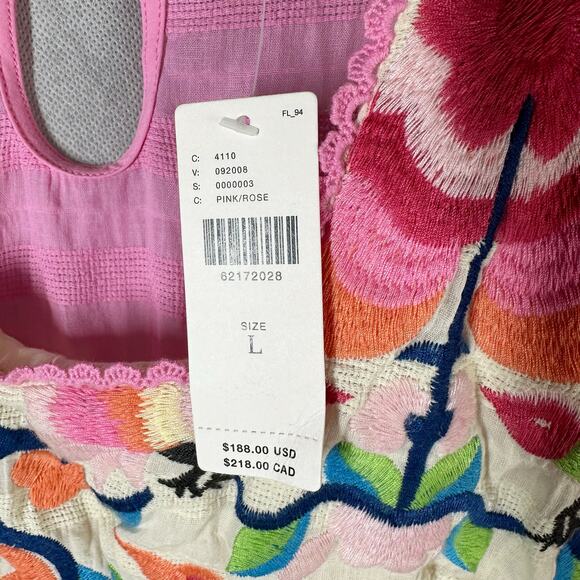 FL_94
C: 4110
V: 092008
S: 0000003
C: PINK/ROSE
62172028
SIZE
L
$188.00 USD
$218.00 CAD